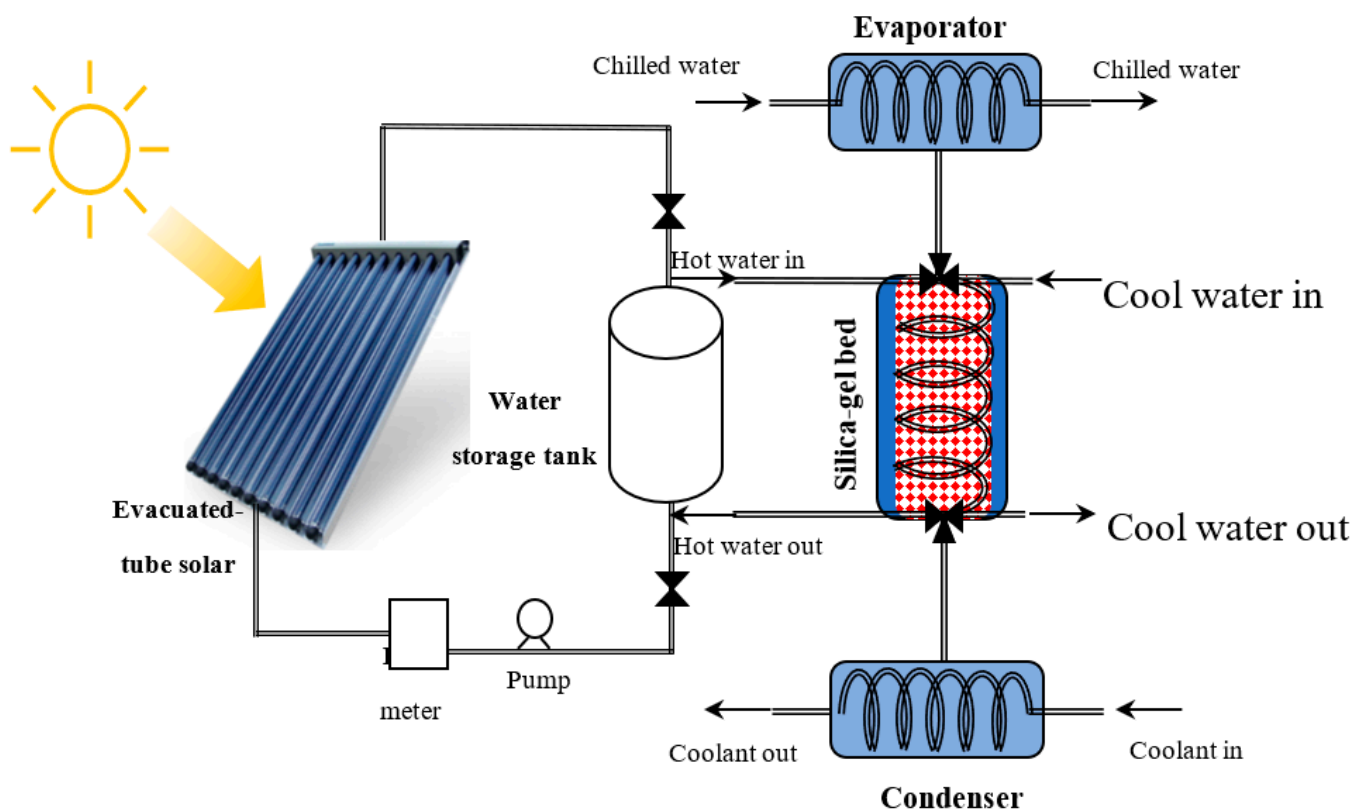 Evaporator
Chilled water
Chilled water
Hot water in
Cool water in
Silica-gel bed
Water
storage tank
Evacuated-
tube solar
Hot water out
Cool water out
Pump
meter
Coolant out
Coolant in
Condenser